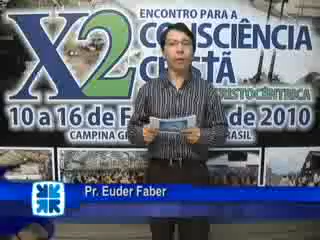 X2
ENCONTRO PARA A
CONSCIÊNCIA
CRISTÃ
CRISTOCÊNTRICA
10 a 16 de F de 2010
CAMPINA G BRASIL
Pr. Euder Faber